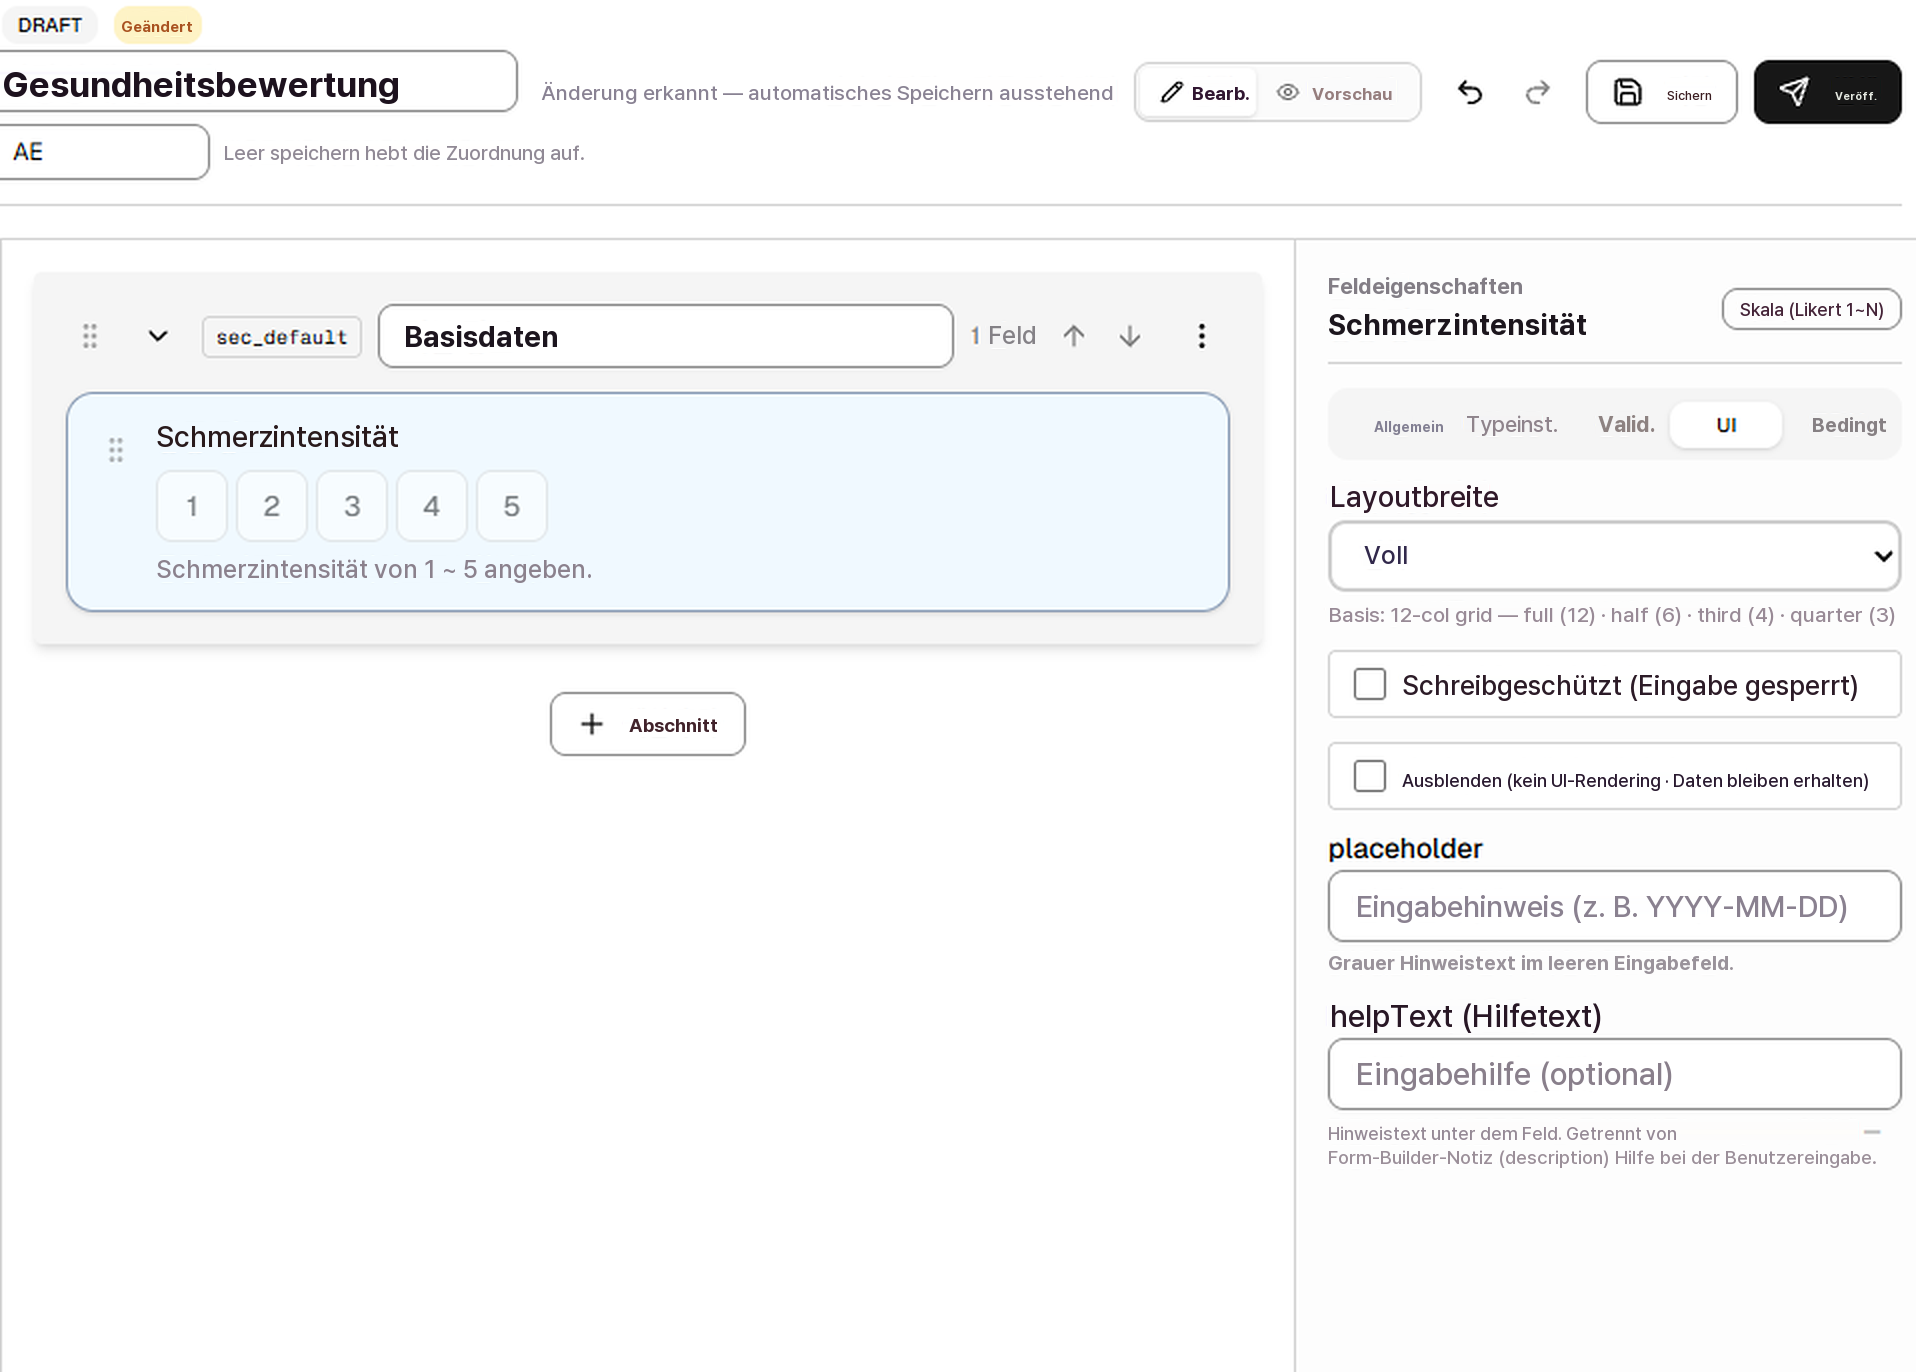 DRAFT Geändert
Gesundheitsbewertung Änderung erkannt — automatisches Speichern ausstehend Bearb. Vorschau Sichern Veröff.
AE Leer speichern hebt die Zuordnung auf.
sec_default Basisdaten 1 Feld
Schmerzintensität
1 2 3 4 5
Schmerzintensität von 1 ~ 5 angeben.
Abschnitt
Feldeigenschaften
Schmerzintensität Skala (Likert 1~N)
Allgemein Typeinst. Valid. UI Bedingt
Layoutbreite
Voll
Basis: 12-col grid — full (12) · half (6) · third (4) · quarter (3)
Schreibgeschützt (Eingabe gesperrt)
Ausblenden (kein UI-Rendering · Daten bleiben erhalten)
placeholder
Eingabehinweis (z. B. YYYY-MM-DD)
Grauer Hinweistext im leeren Eingabefeld.
helpText (Hilfetext)
Eingabehilfe (optional)
Hinweistext unter dem Feld. Getrennt von
Form-Builder-Notiz (description) Hilfe bei der Benutzereingabe.